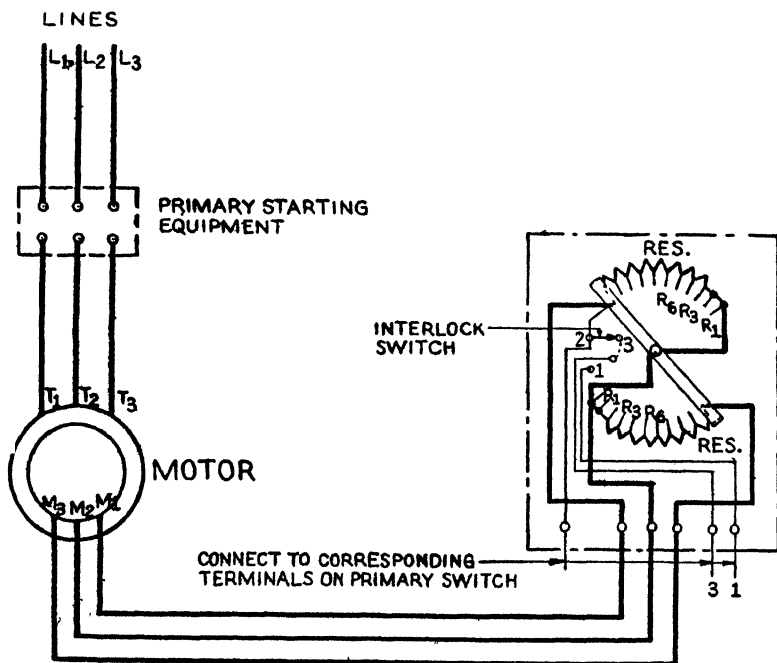 LINES
L1 L2 L3
PRIMARY STARTING
EQUIPMENT
RES.
R6 R3 R1
INTERLOCK
SWITCH
2
3
1
R1 R3 R6
RES.
T1 T2 T3
MOTOR
M3 M2 M1
CONNECT TO CORRESPONDING
TERMINALS ON PRIMARY SWITCH
3 1